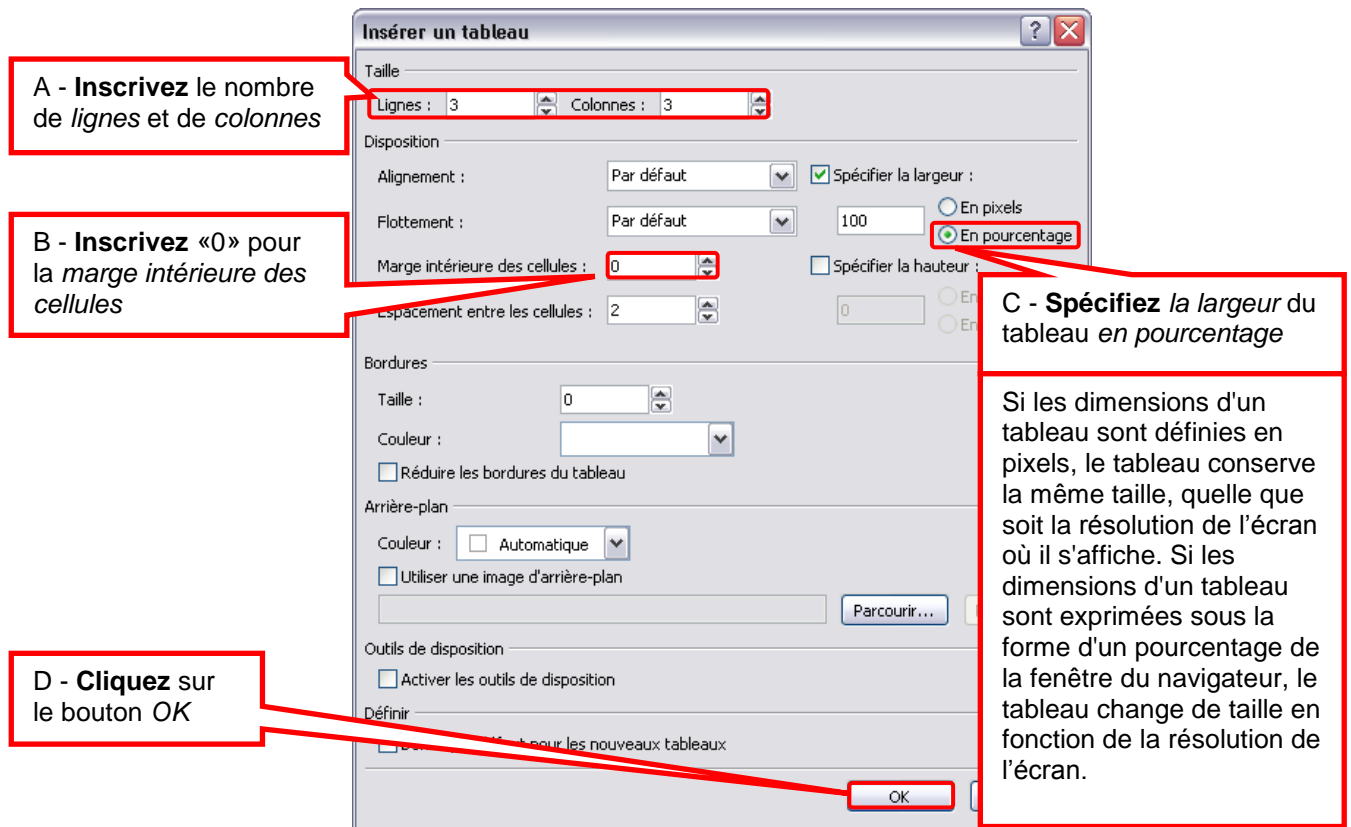 Insérer un tableau
A - Inscrivez le nombre
de lignes et de colonnes
Taille
Lignes : 3 Colonnes : 3
Disposition
Alignement : Par défaut Spécifier la largeur :
Flottement : Par défaut 100 En pixels
En pourcentage
B - Inscrivez «0» pour
la marge intérieure des
cellules
Marge intérieure des cellules : 0 Spécifier la hauteur :
Espacement entre les cellules : 2 0 En
En
C - Spécifiez la largeur du
tableau en pourcentage
Si les dimensions d'un
tableau sont définies en
pixels, le tableau conserve
la même taille, quelle que
soit la résolution de l’écran
où il s'affiche. Si les
dimensions d'un tableau
sont exprimées sous la
forme d'un pourcentage de
la fenêtre du navigateur, le
tableau change de taille en
fonction de la résolution de
l’écran.
Bordures
Taille : 0
Couleur :
Réduire les bordures du tableau
Arrière-plan
Couleur : Automatique
Utiliser une image d'arrière-plan
Parcourir...
Outils de disposition
Activer les outils de disposition
D - Cliquez sur
le bouton OK
Définir
pour les nouveaux tableaux
OK